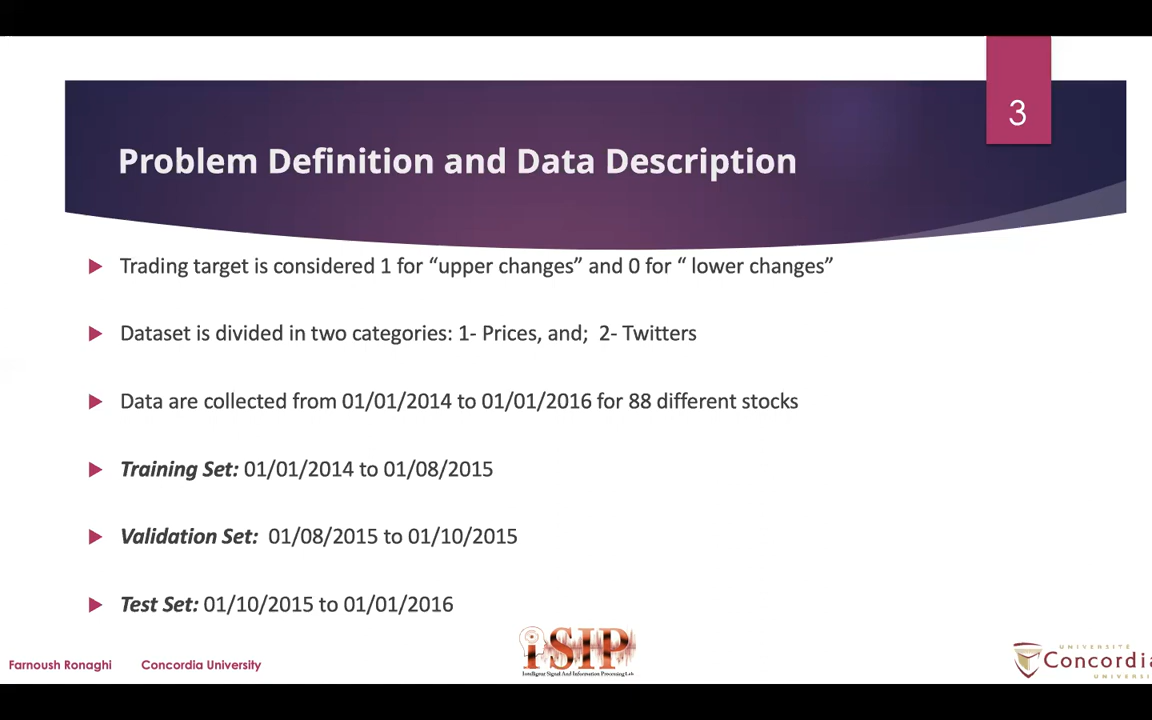 3
Problem Definition and Data Description
Trading target is considered 1 for “upper changes” and 0 for “ lower changes”
Dataset is divided in two categories: 1- Prices, and; 2- Twitters
Data are collected from 01/01/2014 to 01/01/2016 for 88 different stocks
Training Set: 01/01/2014 to 01/08/2015
Validation Set: 01/08/2015 to 01/10/2015
Test Set: 01/10/2015 to 01/01/2016
Farnoush Ronaghi Concordia University
iSIP
Intelligent Signal And Information Processing Lab
UNIVERSITÉ
Concordia
UNIVERSI